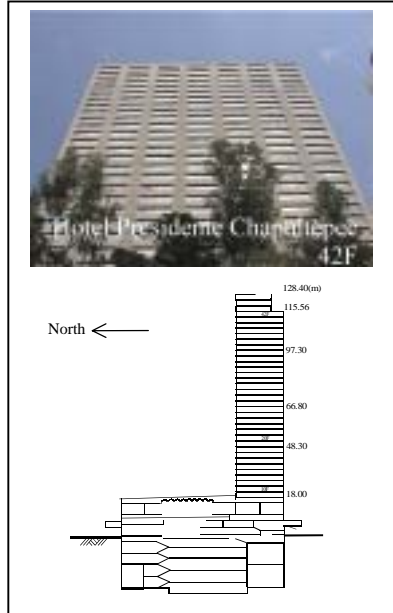 Hotel Presidente Chapultepec
42F
128.40(m)
115.56
North
97.30
66.80
48.30
18.00